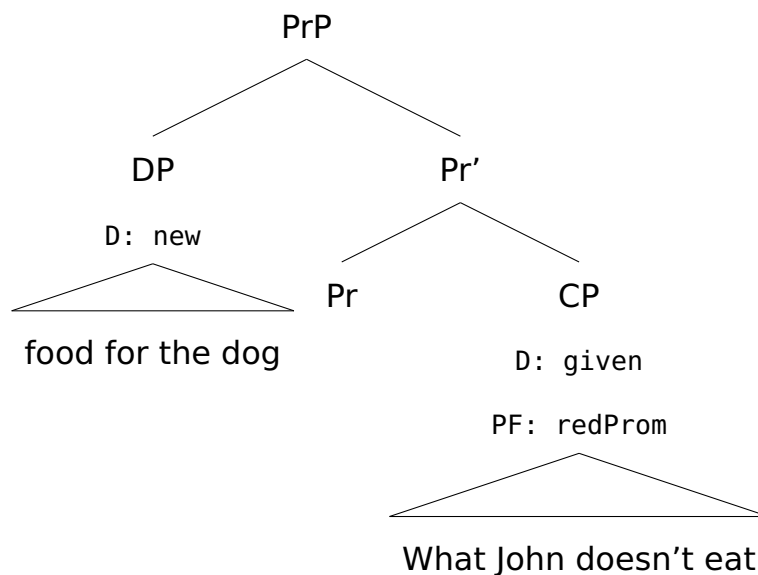 PrP
DP Pr’
D: new
Pr CP
food for the dog
D: given
PF: redProm
What John doesn’t eat